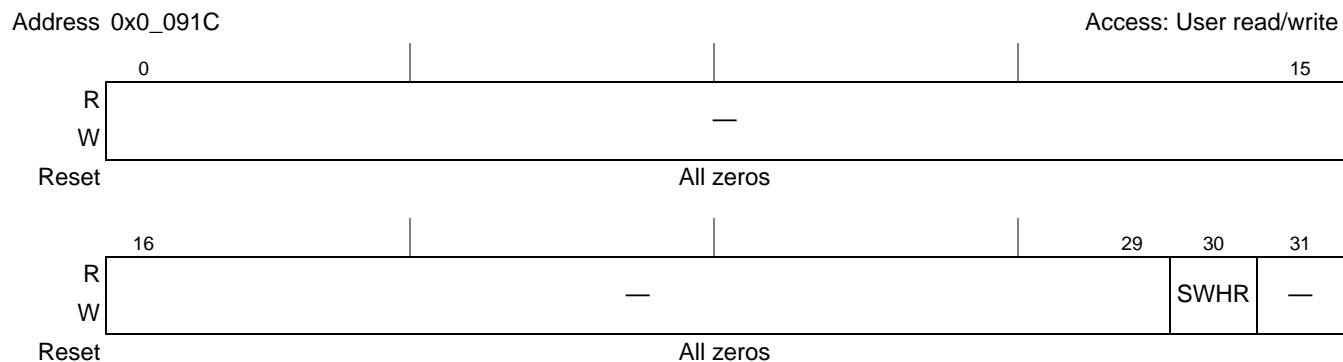 Address 0x0_091C Access: User read/write
0 15
R
—
W
Reset All zeros
16 29 30 31
R
— SWHR —
W
Reset All zeros